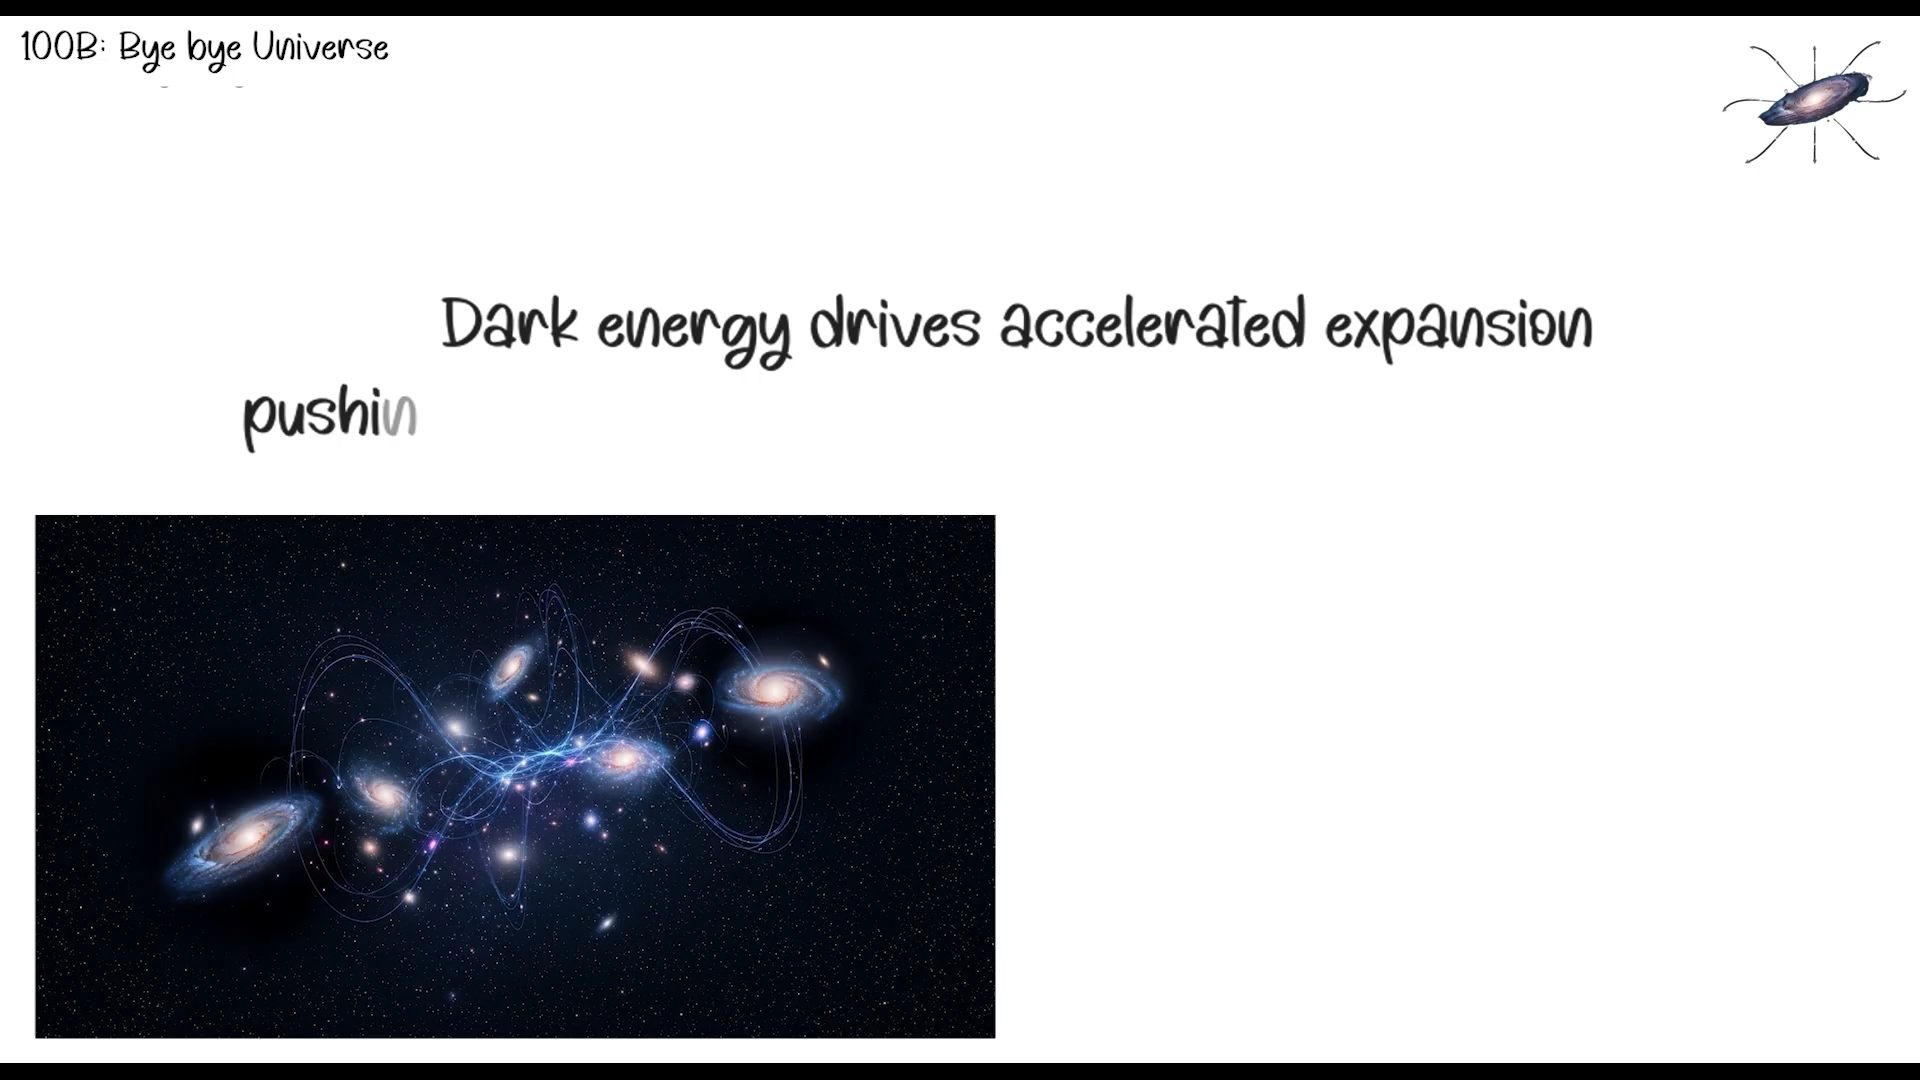 100B: Bye bye Universe
Dark energy drives accelerated expansion
pushin